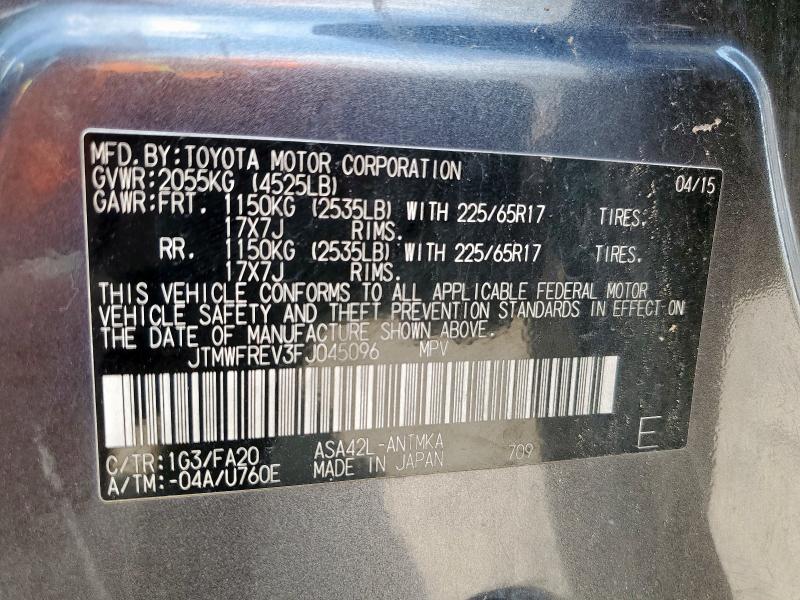 MFD. BY: TOYOTA MOTOR CORPORATION 04/15
GVWR: 2055KG (4525LB)
GAWR: FRT. 1150KG (2535LB) WITH 225/65R17 TIRES.
17X7J RIMS.
RR. 1150KG (2535LB) WITH 225/65R17 TIRES.
17X7J RIMS.
THIS VEHICLE CONFORMS TO ALL APPLICABLE FEDERAL MOTOR
VEHICLE SAFETY AND THEFT PREVENTION STANDARDS IN EFFECT ON
THE DATE OF MANUFACTURE SHOWN ABOVE.
JTMWFREV3FJ045096 MPV
C/TR: 1G3/FA20 ASA42L-ANTMKA 709 E
A/TM: -04A/U760E MADE IN JAPAN